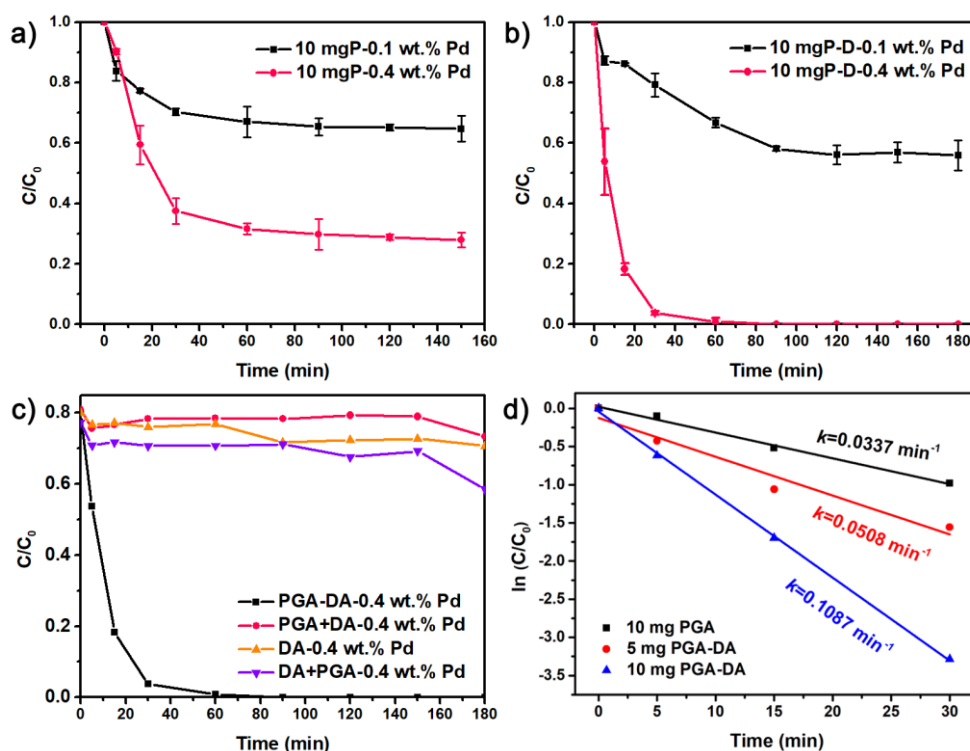 a)
10 mgP-0.1 wt.% Pd
10 mgP-0.4 wt.% Pd
C/C0
1.0
0.8
0.6
0.4
0.2
0.0
0 20 40 60 80 100 120 140 160
Time (min)
b)
10 mgP-D-0.1 wt.% Pd
10 mgP-D-0.4 wt.% Pd
C/C0
1.0
0.8
0.6
0.4
0.2
0.0
0 20 40 60 80 100 120 140 160 180
Time (min)
c)
C/C0
0.8
0.6
0.4
0.2
0.0
PGA-DA-0.4 wt.% Pd
PGA+DA-0.4 wt.% Pd
DA-0.4 wt.% Pd
DA+PGA-0.4 wt.% Pd
0 20 40 60 80 100 120 140 160 180
Time (min)
d)
ln (C/C0)
0.0
-0.5
-1.0
-1.5
-2.0
-2.5
-3.0
-3.5
k=0.0337 min-1
k=0.0508 min-1
k=0.1087 min-1
10 mg PGA
5 mg PGA-DA
10 mg PGA-DA
0 5 10 15 20 25 30
Time (min)